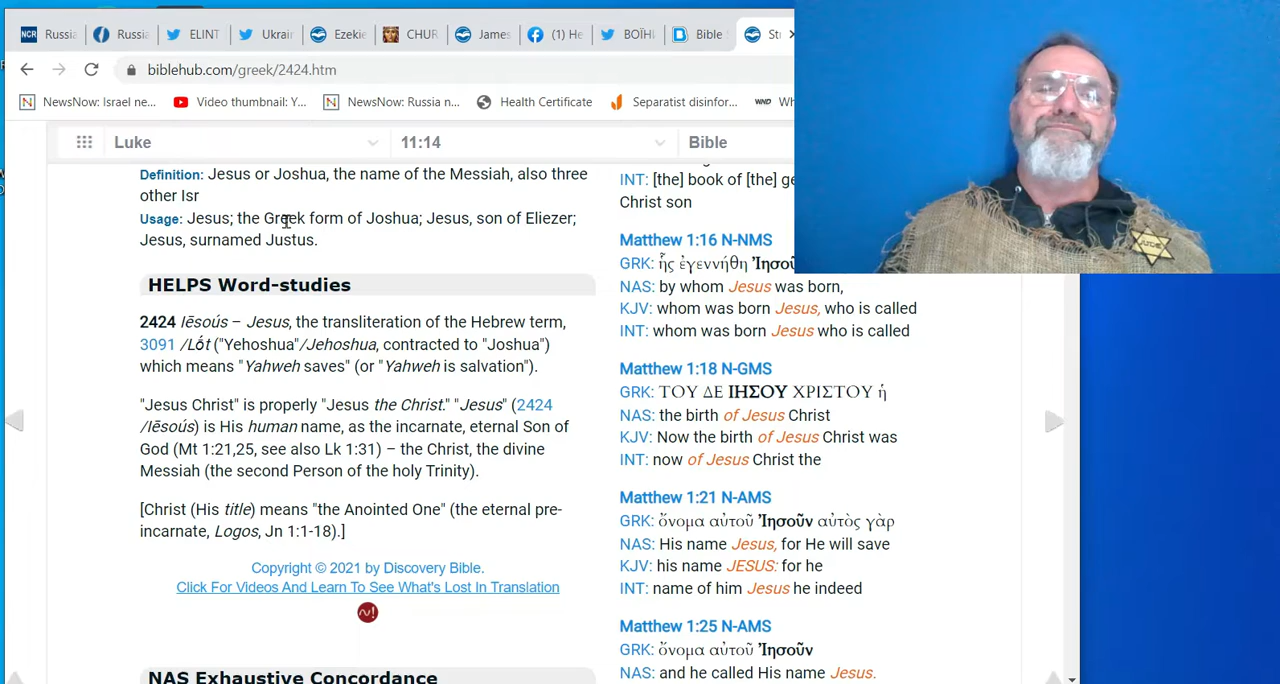 NCR Russia Russia ELINT Ukrain Ezekie CHUR James (1) He BOÏHI Bible Stu
biblehub.com/greek/2424.htm
NewsNow: Israel ne... Video thumbnail: Y... NewsNow: Russia n... Health Certificate Separatist disinfor... WND Wh
Luke 11:14 Bible
Definition: Jesus or Joshua, the name of the Messiah, also three
other Isr
Usage: Jesus; the Greek form of Joshua; Jesus, son of Eliezer;
Jesus, surnamed Justus.
HELPS Word-studies
2424 Iēsoús – Jesus, the transliteration of the Hebrew term,
3091 /Lṓt ("Yehoshua"/Jehoshua, contracted to "Joshua")
which means "Yahweh saves" (or "Yahweh is salvation").
"Jesus Christ" is properly "Jesus the Christ." "Jesus" (2424
/Iēsoús) is His human name, as the incarnate, eternal Son of
God (Mt 1:21,25, see also Lk 1:31) – the Christ, the divine
Messiah (the second Person of the holy Trinity).
[Christ (His title) means "the Anointed One" (the eternal pre-
incarnate, Logos, Jn 1:1-18).]
Copyright © 2021 by Discovery Bible.
Click For Videos And Learn To See What's Lost In Translation
NAS Exhaustive Concordance
INT: [the] book of [the] ge
Christ son
Matthew 1:16 N-NMS
GRK: ἧς ἐγεννήθη Ἰησοῦ
NAS: by whom Jesus was born,
KJV: whom was born Jesus, who is called
INT: whom was born Jesus who is called
Matthew 1:18 N-GMS
GRK: ΤΟΥ ΔΕ ΙΗΣΟΥ ΧΡΙΣΤΟΥ ἡ
NAS: the birth of Jesus Christ
KJV: Now the birth of Jesus Christ was
INT: now of Jesus Christ the
Matthew 1:21 N-AMS
GRK: ὄνομα αὐτοῦ Ἰησοῦν αὐτὸς γὰρ
NAS: His name Jesus, for He will save
KJV: his name JESUS: for he
INT: name of him Jesus he indeed
Matthew 1:25 N-AMS
GRK: ὄνομα αὐτοῦ Ἰησοῦν
NAS: and he called His name Jesus.